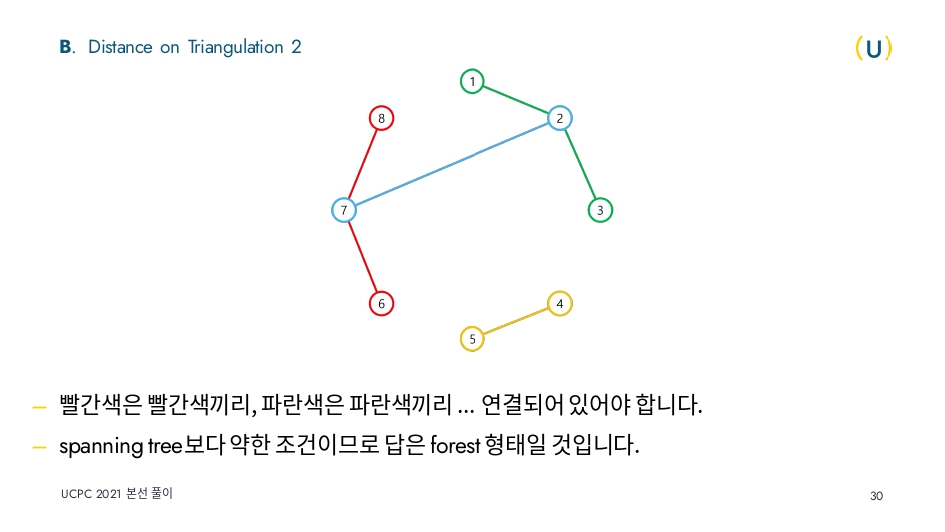 B. Distance on Triangulation 2
(U)
1
8
2
7
3
6
4
5
– 빨간색은 빨간색끼리, 파란색은 파란색끼리 ... 연결되어 있어야 합니다.
– spanning tree보다 약한 조건이므로 답은 forest 형태일 것입니다.
UCPC 2021 본선 풀이
30